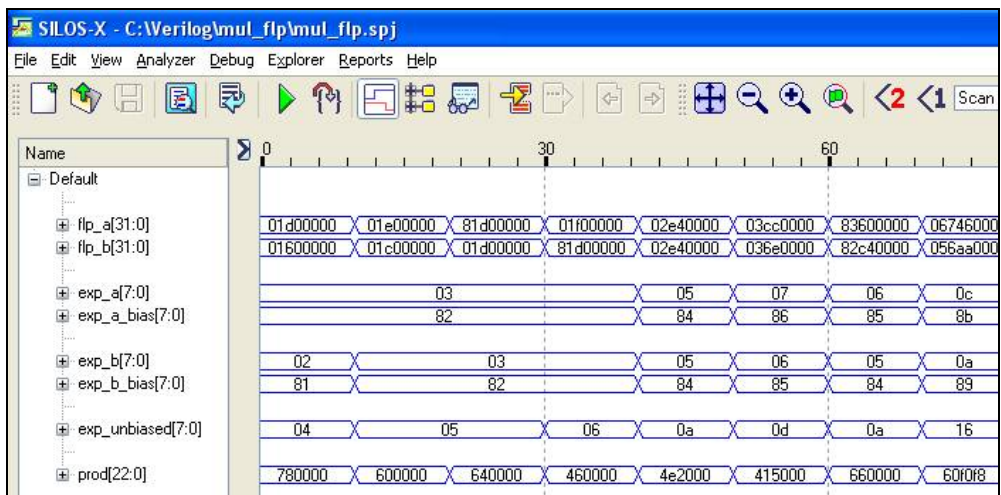 SILOS-X - C:\Verilog\mul_flp\mul_flp.spj
File Edit View Analyzer Debug Explorer Reports Help
2 1 Scan
Name 0 30 60
Default
flp_a[31:0] 01d00000 01e00000 81d00000 01f00000 02e40000 03cc0000 83600000 06746000
flp_b[31:0] 01600000 01c00000 01d00000 81d00000 02e40000 036e0000 82c40000 056aa000
exp_a[7:0] 03 05 07 06 0c
exp_a_bias[7:0] 82 84 86 85 8b
exp_b[7:0] 02 03 05 06 05 0a
exp_b_bias[7:0] 81 82 84 85 84 89
exp_unbiased[7:0] 04 05 06 0a 0d 0a 16
prod[22:0] 780000 600000 640000 460000 4e2000 415000 660000 60f0f8